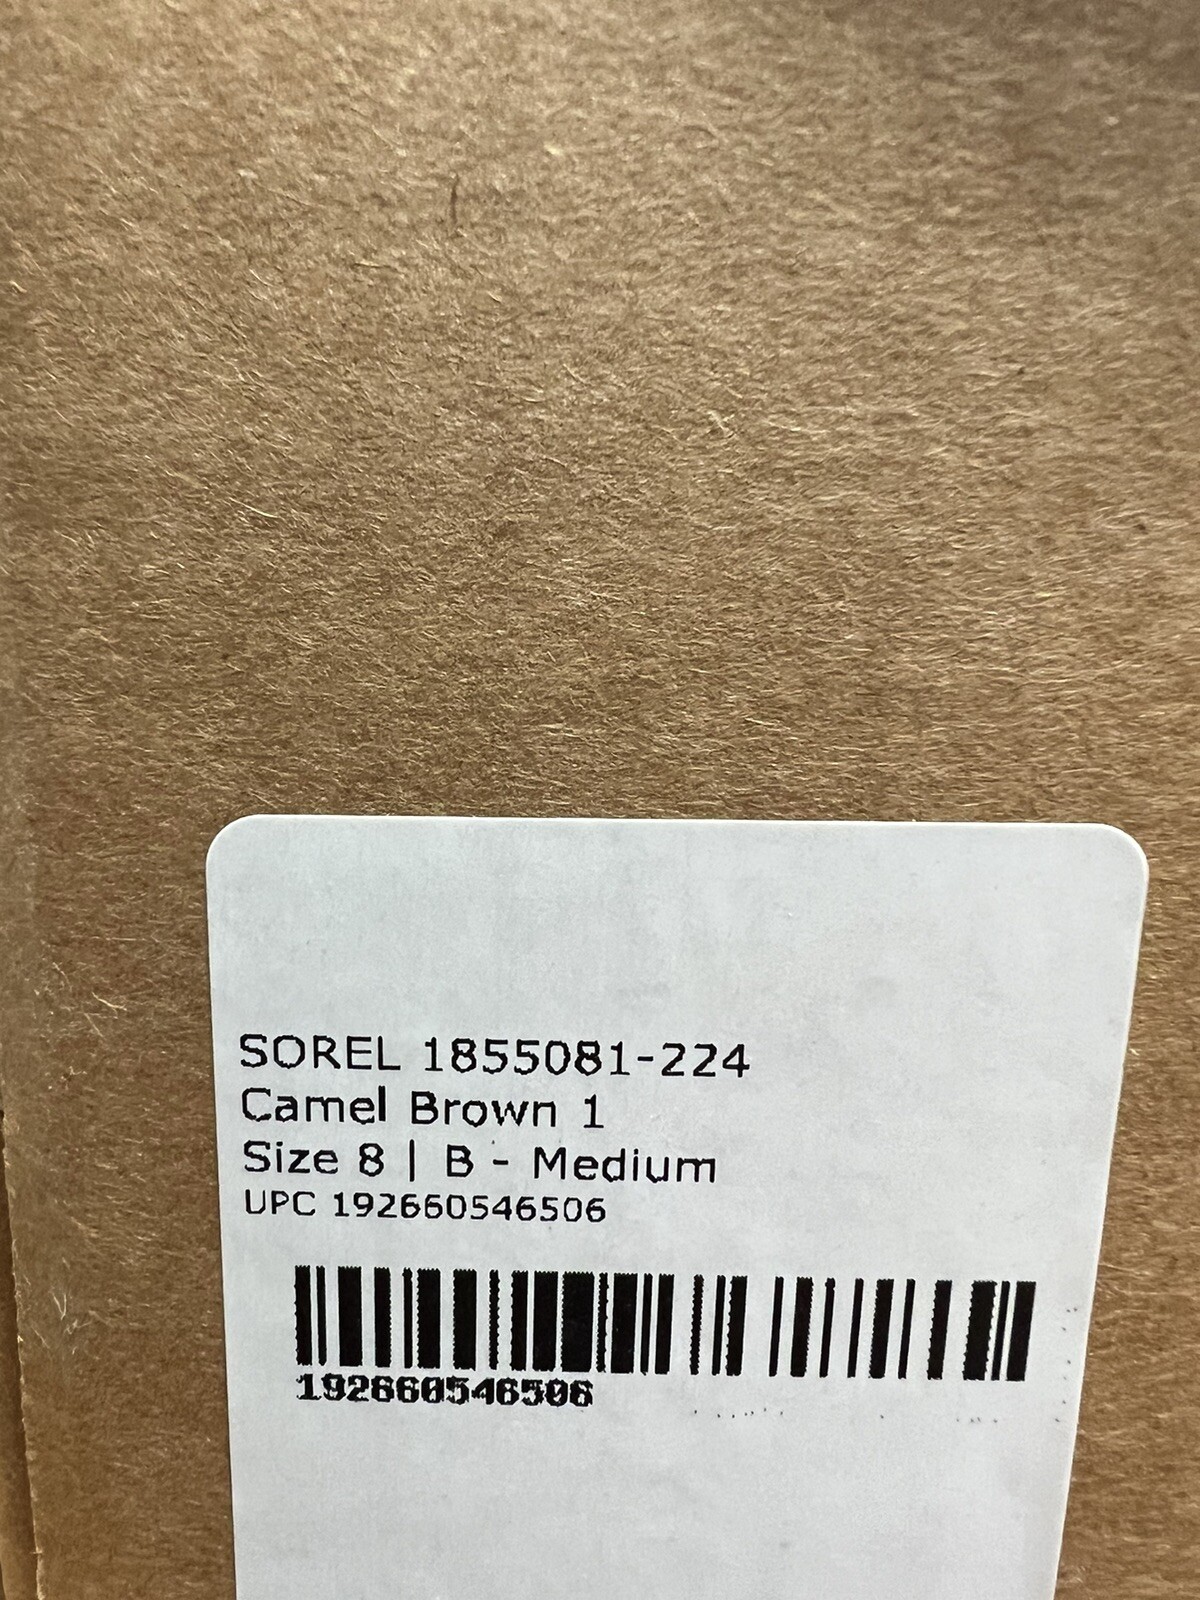 SOREL 1855081-224
Camel Brown 1
Size 8 | B - Medium
UPC 192660546506
192660546506